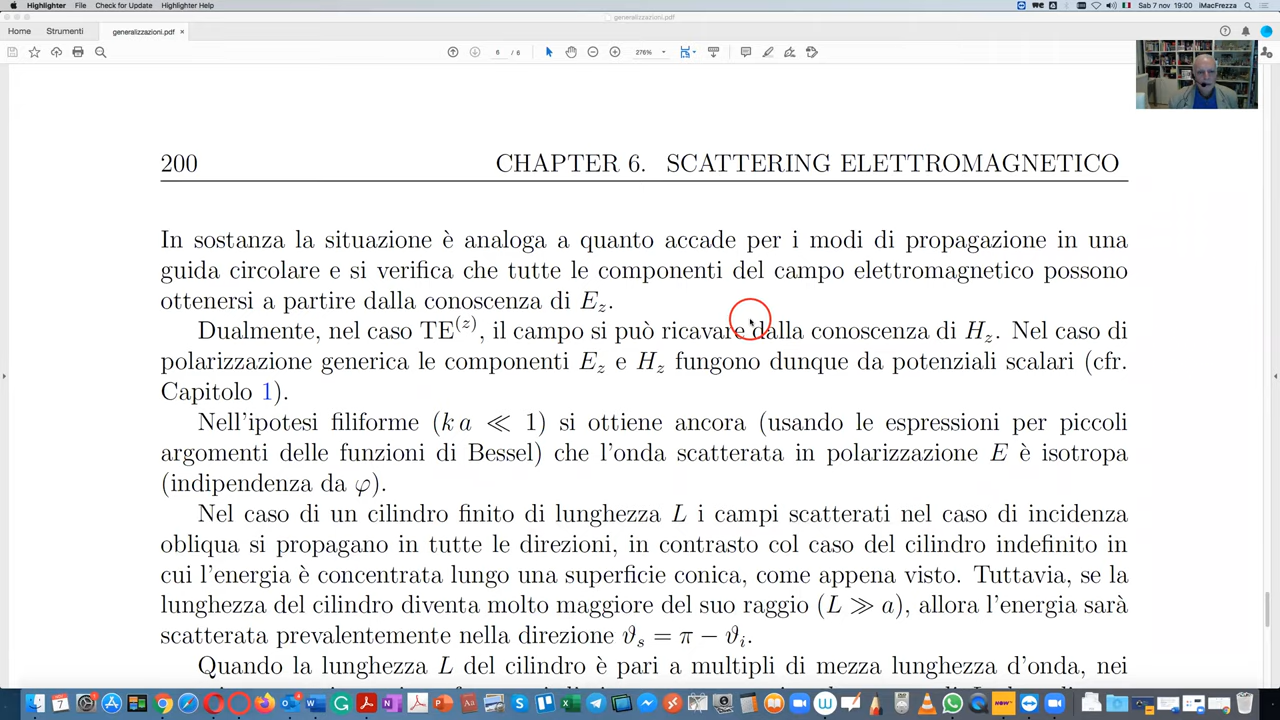 Highlighter File Check for Update Highlighter Help Sab 7 nov 19:00 iMacFrezza
generalizzazioni.pdf
Home Strumenti generalizzazioni.pdf ×
6 / 6 276%
200 CHAPTER 6. SCATTERING ELETTROMAGNETICO
In sostanza la situazione è analoga a quanto accade per i modi di propagazione in una
guida circolare e si verifica che tutte le componenti del campo elettromagnetico possono
ottenersi a partire dalla conoscenza di E_z.
Dualmente, nel caso TE^(z), il campo si può ricavare dalla conoscenza di H_z. Nel caso di
polarizzazione generica le componenti E_z e H_z fungono dunque da potenziali scalari (cfr.
Capitolo 1).
Nell'ipotesi filiforme (k a ≪ 1) si ottiene ancora (usando le espressioni per piccoli
argomenti delle funzioni di Bessel) che l'onda scatterata in polarizzazione E è isotropa
(indipendenza da φ).
Nel caso di un cilindro finito di lunghezza L i campi scatterati nel caso di incidenza
obliqua si propagano in tutte le direzioni, in contrasto col caso del cilindro indefinito in
cui l'energia è concentrata lungo una superficie conica, come appena visto. Tuttavia, se la
lunghezza del cilindro diventa molto maggiore del suo raggio (L ≫ a), allora l'energia sarà
scatterata prevalentemente nella direzione ϑ_s = π − ϑ_i.
Quando la lunghezza L del cilindro è pari a multipli di mezza lunghezza d'onda, nei